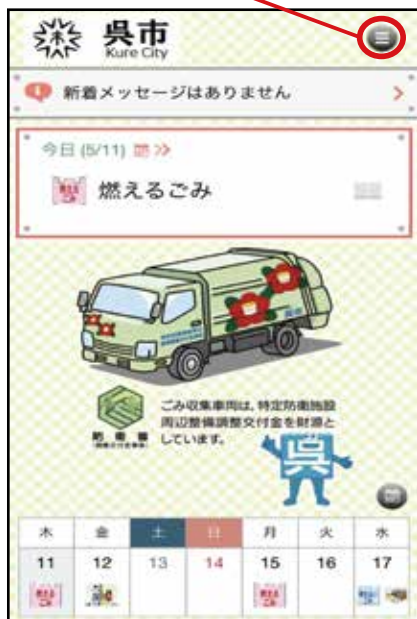 呉市
Kure City
新着メッセージはありません
今日 (5/11)
燃えるごみ
ごみ収集車両は、特定防衛施設
周辺整備調整交付金を財源と
しています。
防衛省
呉
木 金 土 日 月 火 水
11 12 13 14 15 16 17